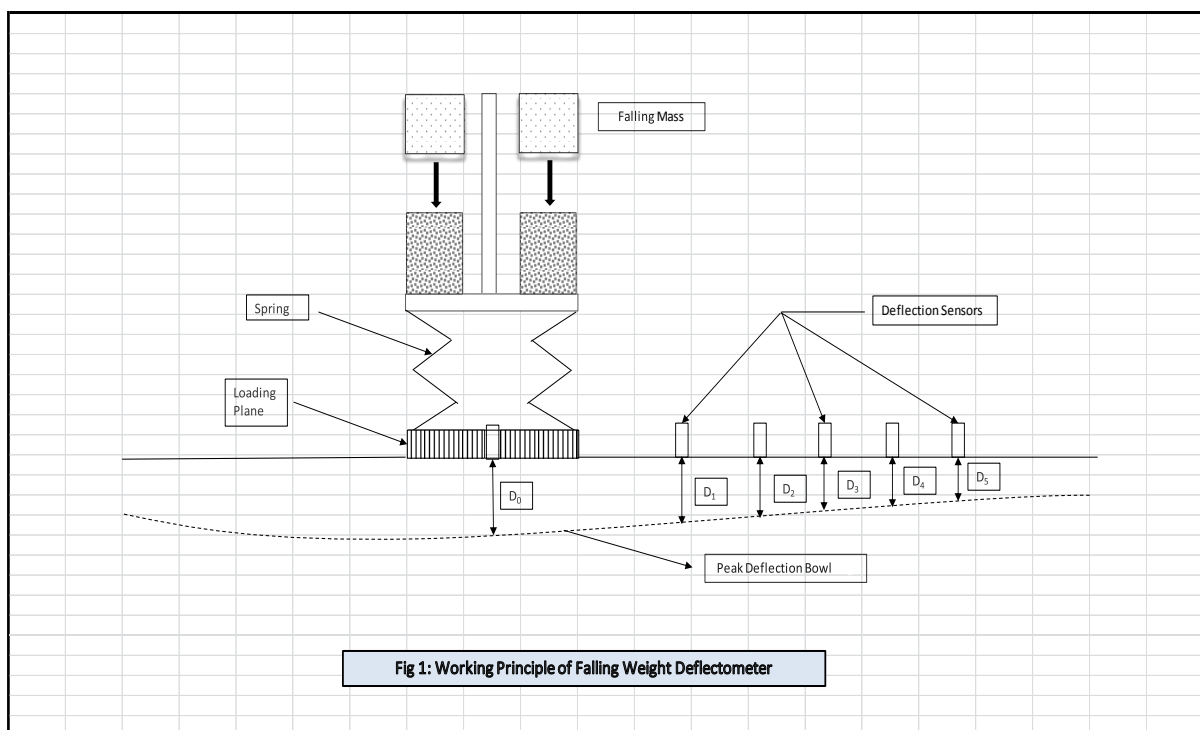 Falling Mass
Spring
Deflection Sensors
Loading
Plane
D₀
D₁
D₂
D₃
D₄
D₅
Peak Deflection Bowl
Fig 1: Working Principle of Falling Weight Deflectometer